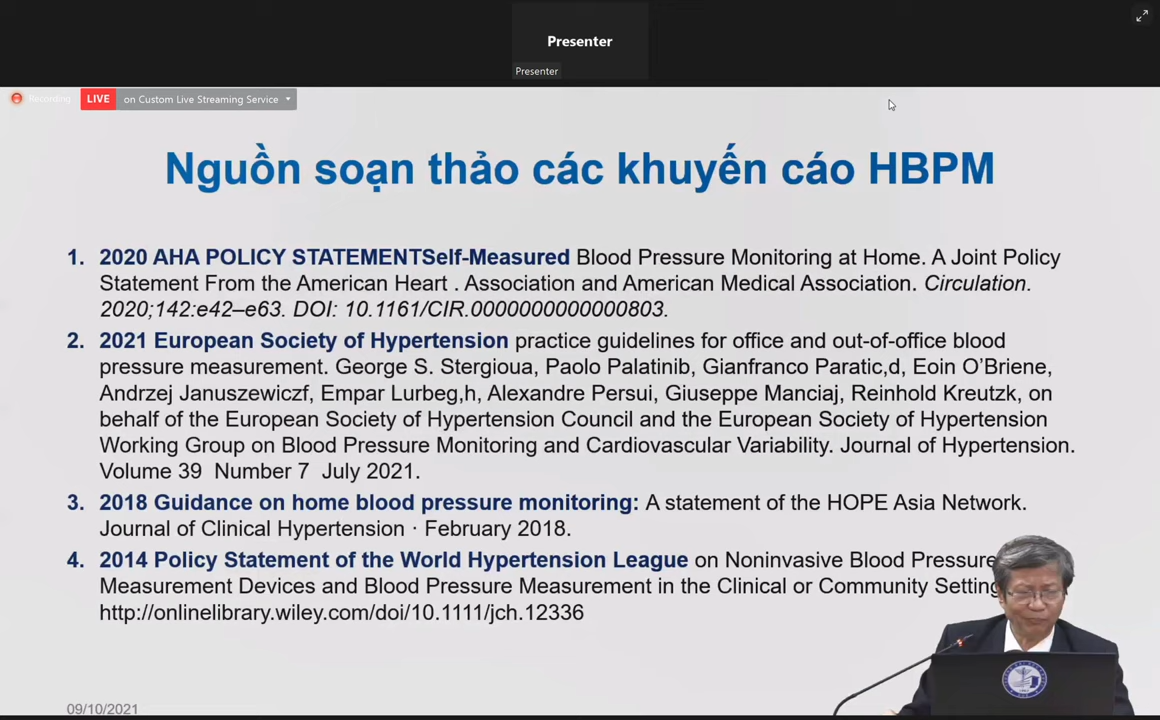 Presenter
Presenter
Recording
LIVE on Custom Live Streaming Service
Nguồn soạn thảo các khuyến cáo HBPM
1. 2020 AHA POLICY STATEMENTSelf-Measured Blood Pressure Monitoring at Home. A Joint Policy
Statement From the American Heart . Association and American Medical Association. Circulation.
2020;142:e42–e63. DOI: 10.1161/CIR.0000000000000803.
2. 2021 European Society of Hypertension practice guidelines for office and out-of-office blood
pressure measurement. George S. Stergioua, Paolo Palatinib, Gianfranco Paratic,d, Eoin O’Briene,
Andrzej Januszewiczf, Empar Lurbeg,h, Alexandre Persui, Giuseppe Manciaj, Reinhold Kreutzk, on
behalf of the European Society of Hypertension Council and the European Society of Hypertension
Working Group on Blood Pressure Monitoring and Cardiovascular Variability. Journal of Hypertension.
Volume 39 Number 7 July 2021.
3. 2018 Guidance on home blood pressure monitoring: A statement of the HOPE Asia Network.
Journal of Clinical Hypertension · February 2018.
4. 2014 Policy Statement of the World Hypertension League on Noninvasive Blood Pressure
Measurement Devices and Blood Pressure Measurement in the Clinical or Community Setting
http://onlinelibrary.wiley.com/doi/10.1111/jch.12336
09/10/2021